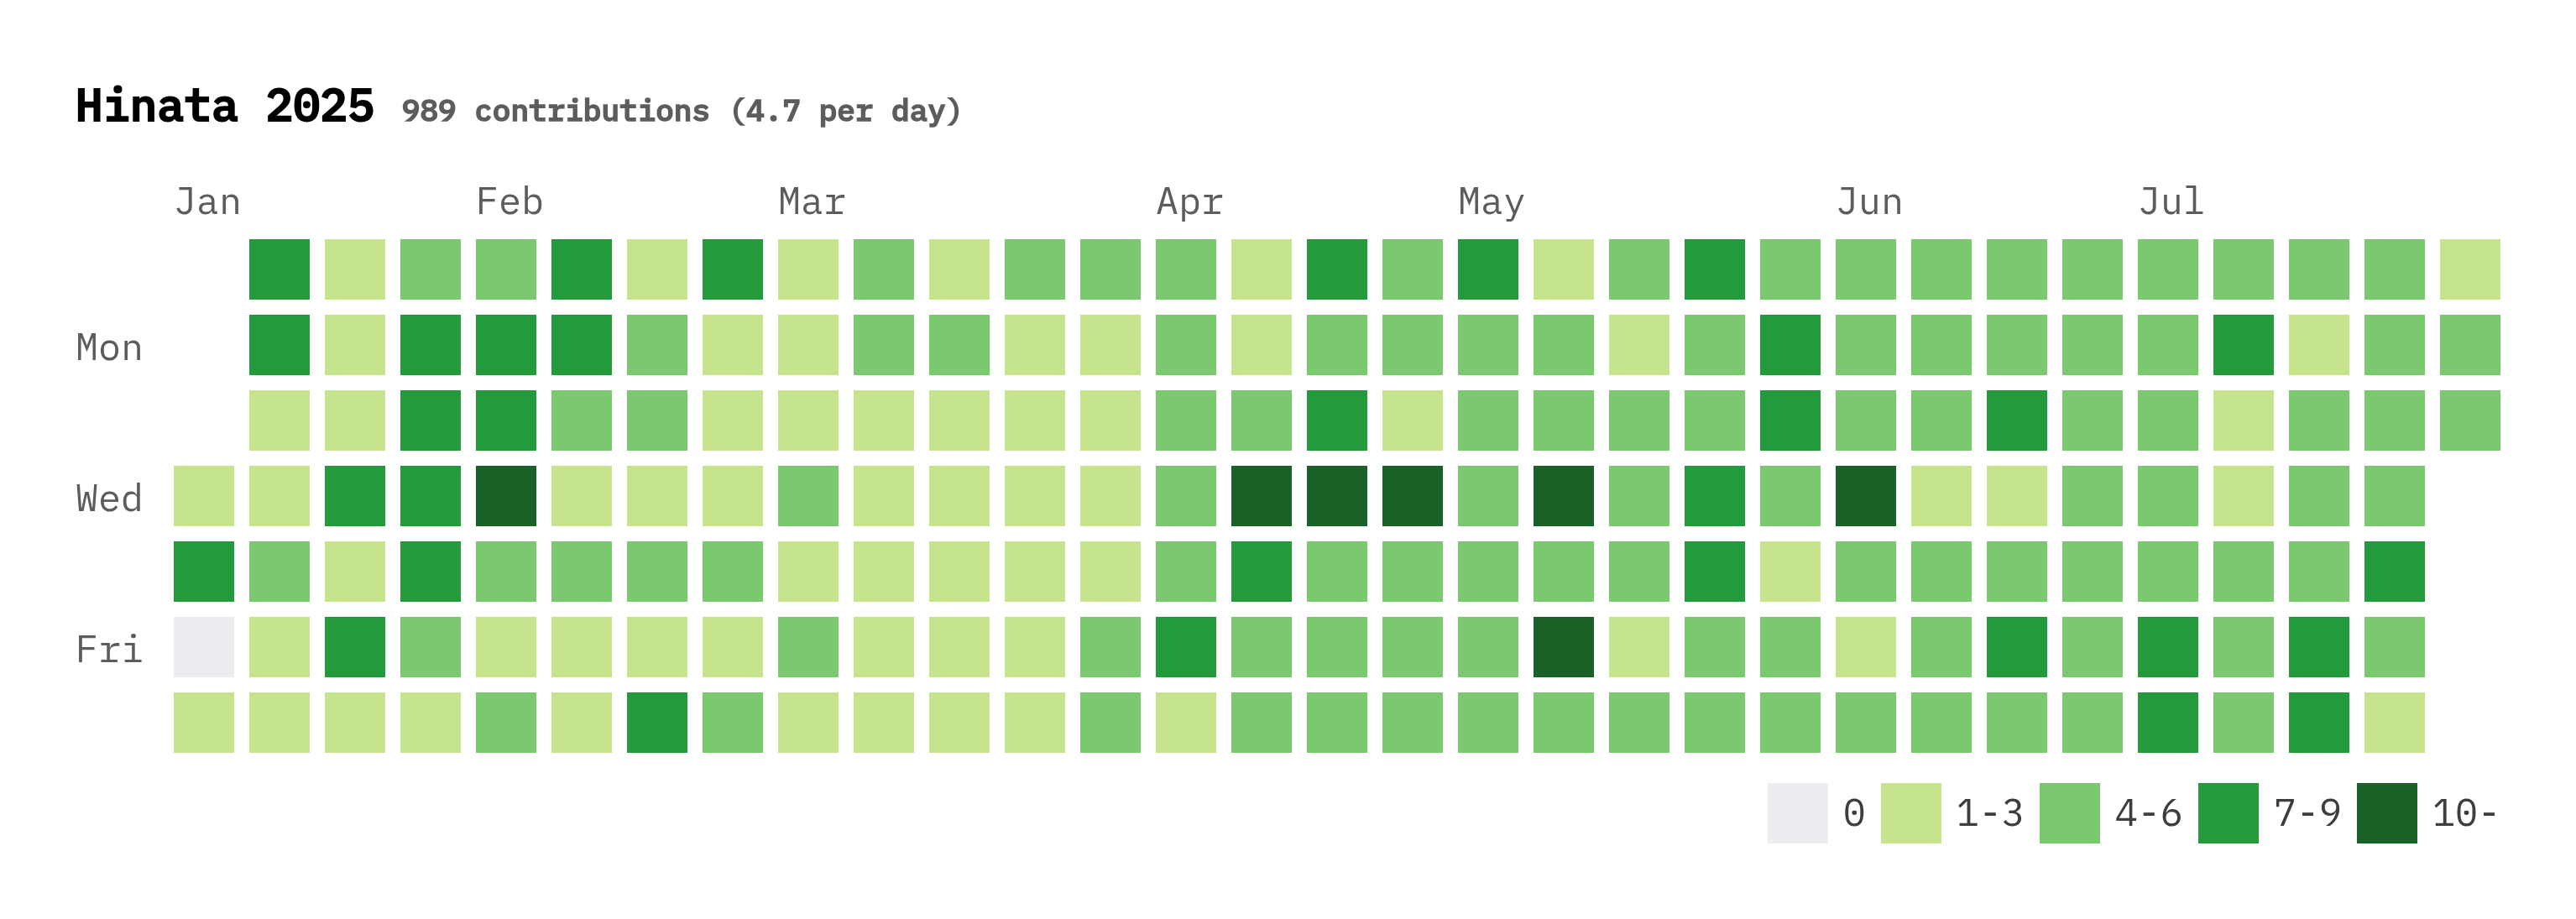 Hinata 2025 989 contributions (4.7 per day)
Jan Feb Mar Apr May Jun Jul
Mon
Wed
Fri
0 1-3 4-6 7-9 10-